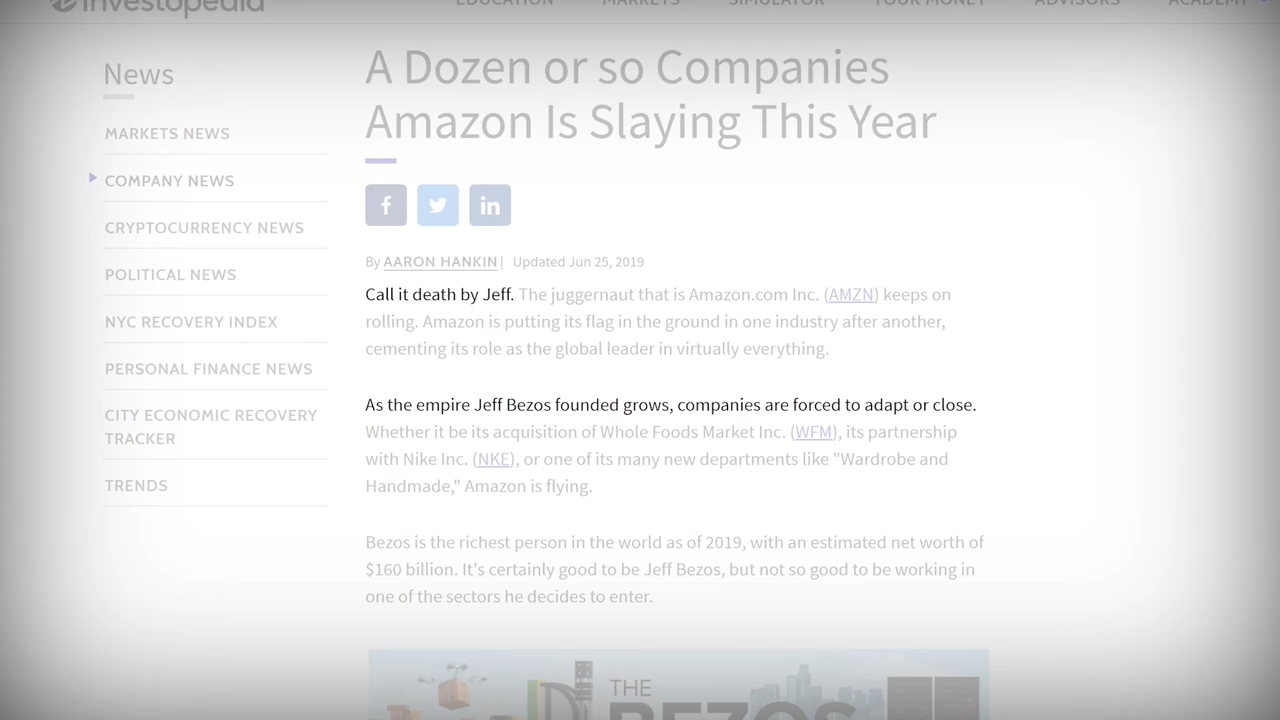 Investopedia
EDUCATION MARKETS SIMULATOR YOUR MONEY ADVISORS ACADEMY
News
MARKETS NEWS
COMPANY NEWS
CRYPTOCURRENCY NEWS
POLITICAL NEWS
NYC RECOVERY INDEX
PERSONAL FINANCE NEWS
CITY ECONOMIC RECOVERY
TRACKER
TRENDS
A Dozen or so Companies
Amazon Is Slaying This Year
By AARON HANKIN | Updated Jun 25, 2019
Call it death by Jeff. The juggernaut that is Amazon.com Inc. (AMZN) keeps on
rolling. Amazon is putting its flag in the ground in one industry after another,
cementing its role as the global leader in virtually everything.
As the empire Jeff Bezos founded grows, companies are forced to adapt or close.
Whether it be its acquisition of Whole Foods Market Inc. (WFM), its partnership
with Nike Inc. (NKE), or one of its many new departments like "Wardrobe and
Handmade," Amazon is flying.
Bezos is the richest person in the world as of 2019, with an estimated net worth of
$160 billion. It's certainly good to be Jeff Bezos, but not so good to be working in
one of the sectors he decides to enter.
THE
BEZOS